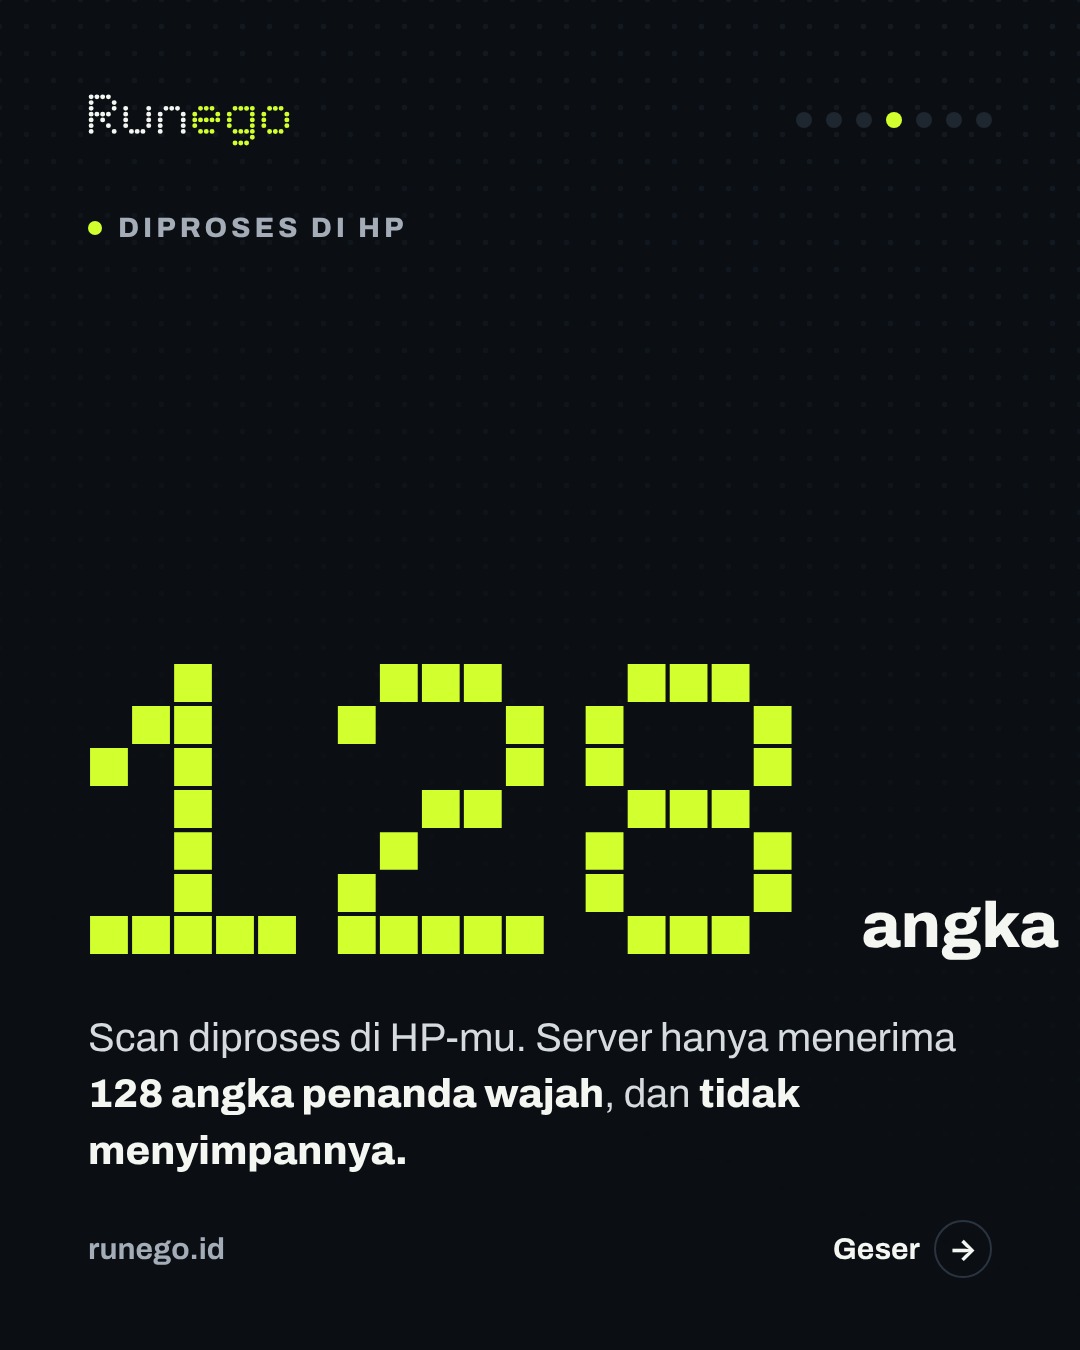 Runego
DIPROSES DI HP
128 angka
Scan diproses di HP-mu. Server hanya menerima
128 angka penanda wajah, dan tidak
menyimpannya.
runego.id
Geser →